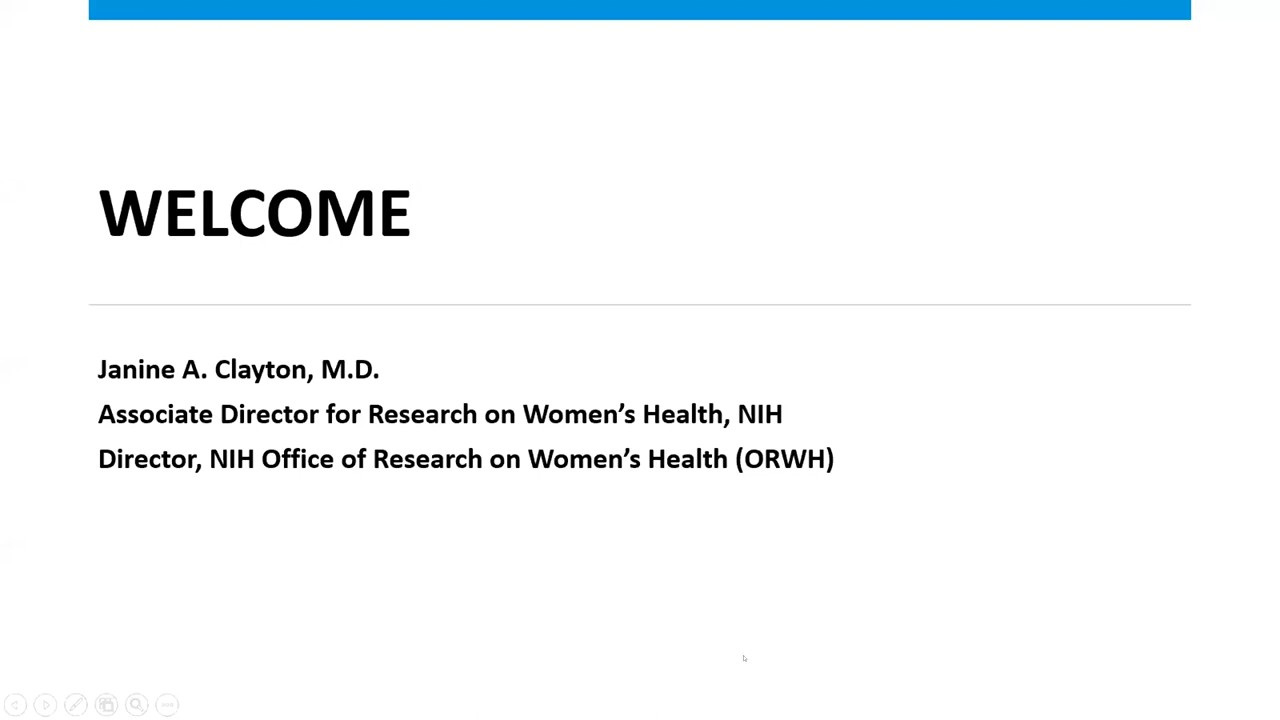 WELCOME
Janine A. Clayton, M.D.
Associate Director for Research on Women’s Health, NIH
Director, NIH Office of Research on Women’s Health (ORWH)